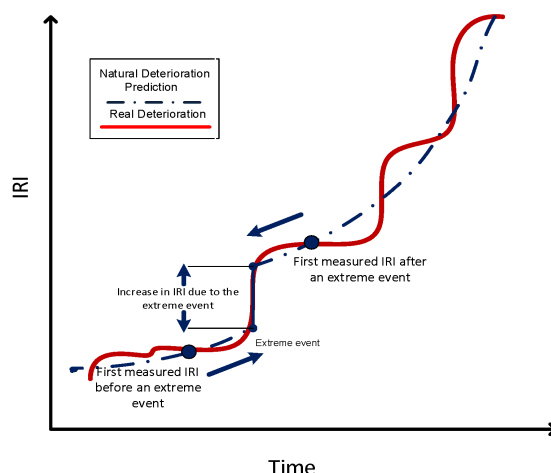 Natural Deterioration
Prediction
Real Deterioration
IRI
First measured IRI after
an extreme event
Increase in IRI due to the
extreme event
Extreme event
First measured IRI
before an extreme
event
Time